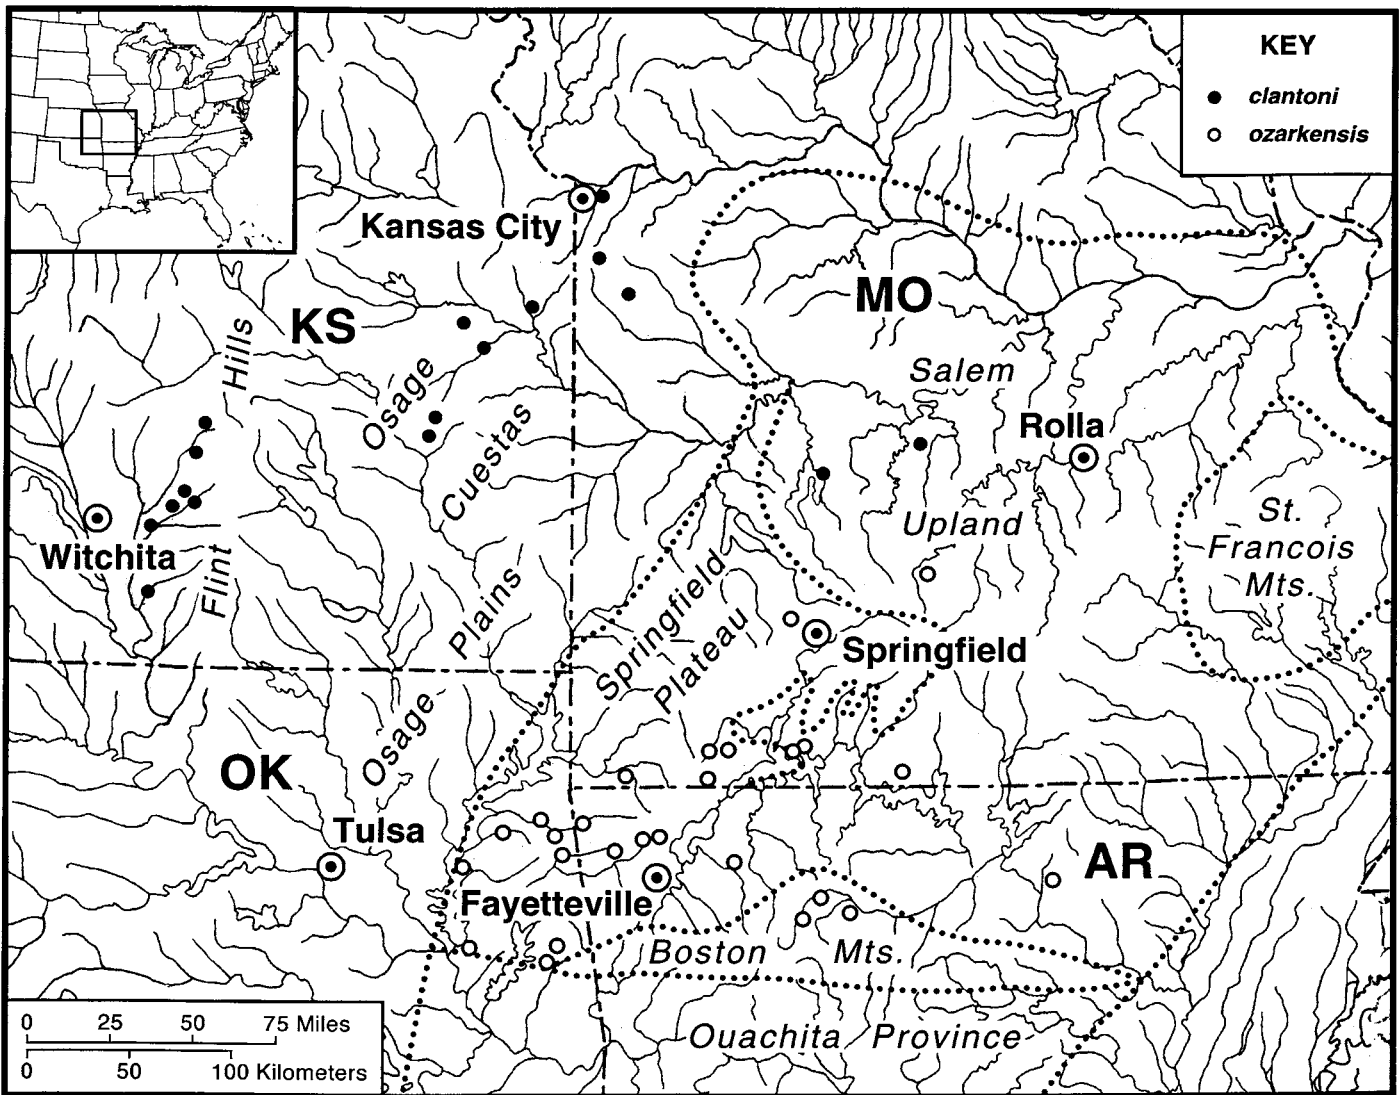 KEY
clantoni
ozarkensis
Kansas City
MO
KS
Hills
Osage
Salem
Rolla
Cuestas
Upland
St.
Francois
Mts.
Witchita
Flint
Plains
Springfield
Plateau
Springfield
Osage
OK
Tulsa
AR
Fayetteville
Boston Mts.
Ouachita Province
0 25 50 75 Miles
0 50 100 Kilometers